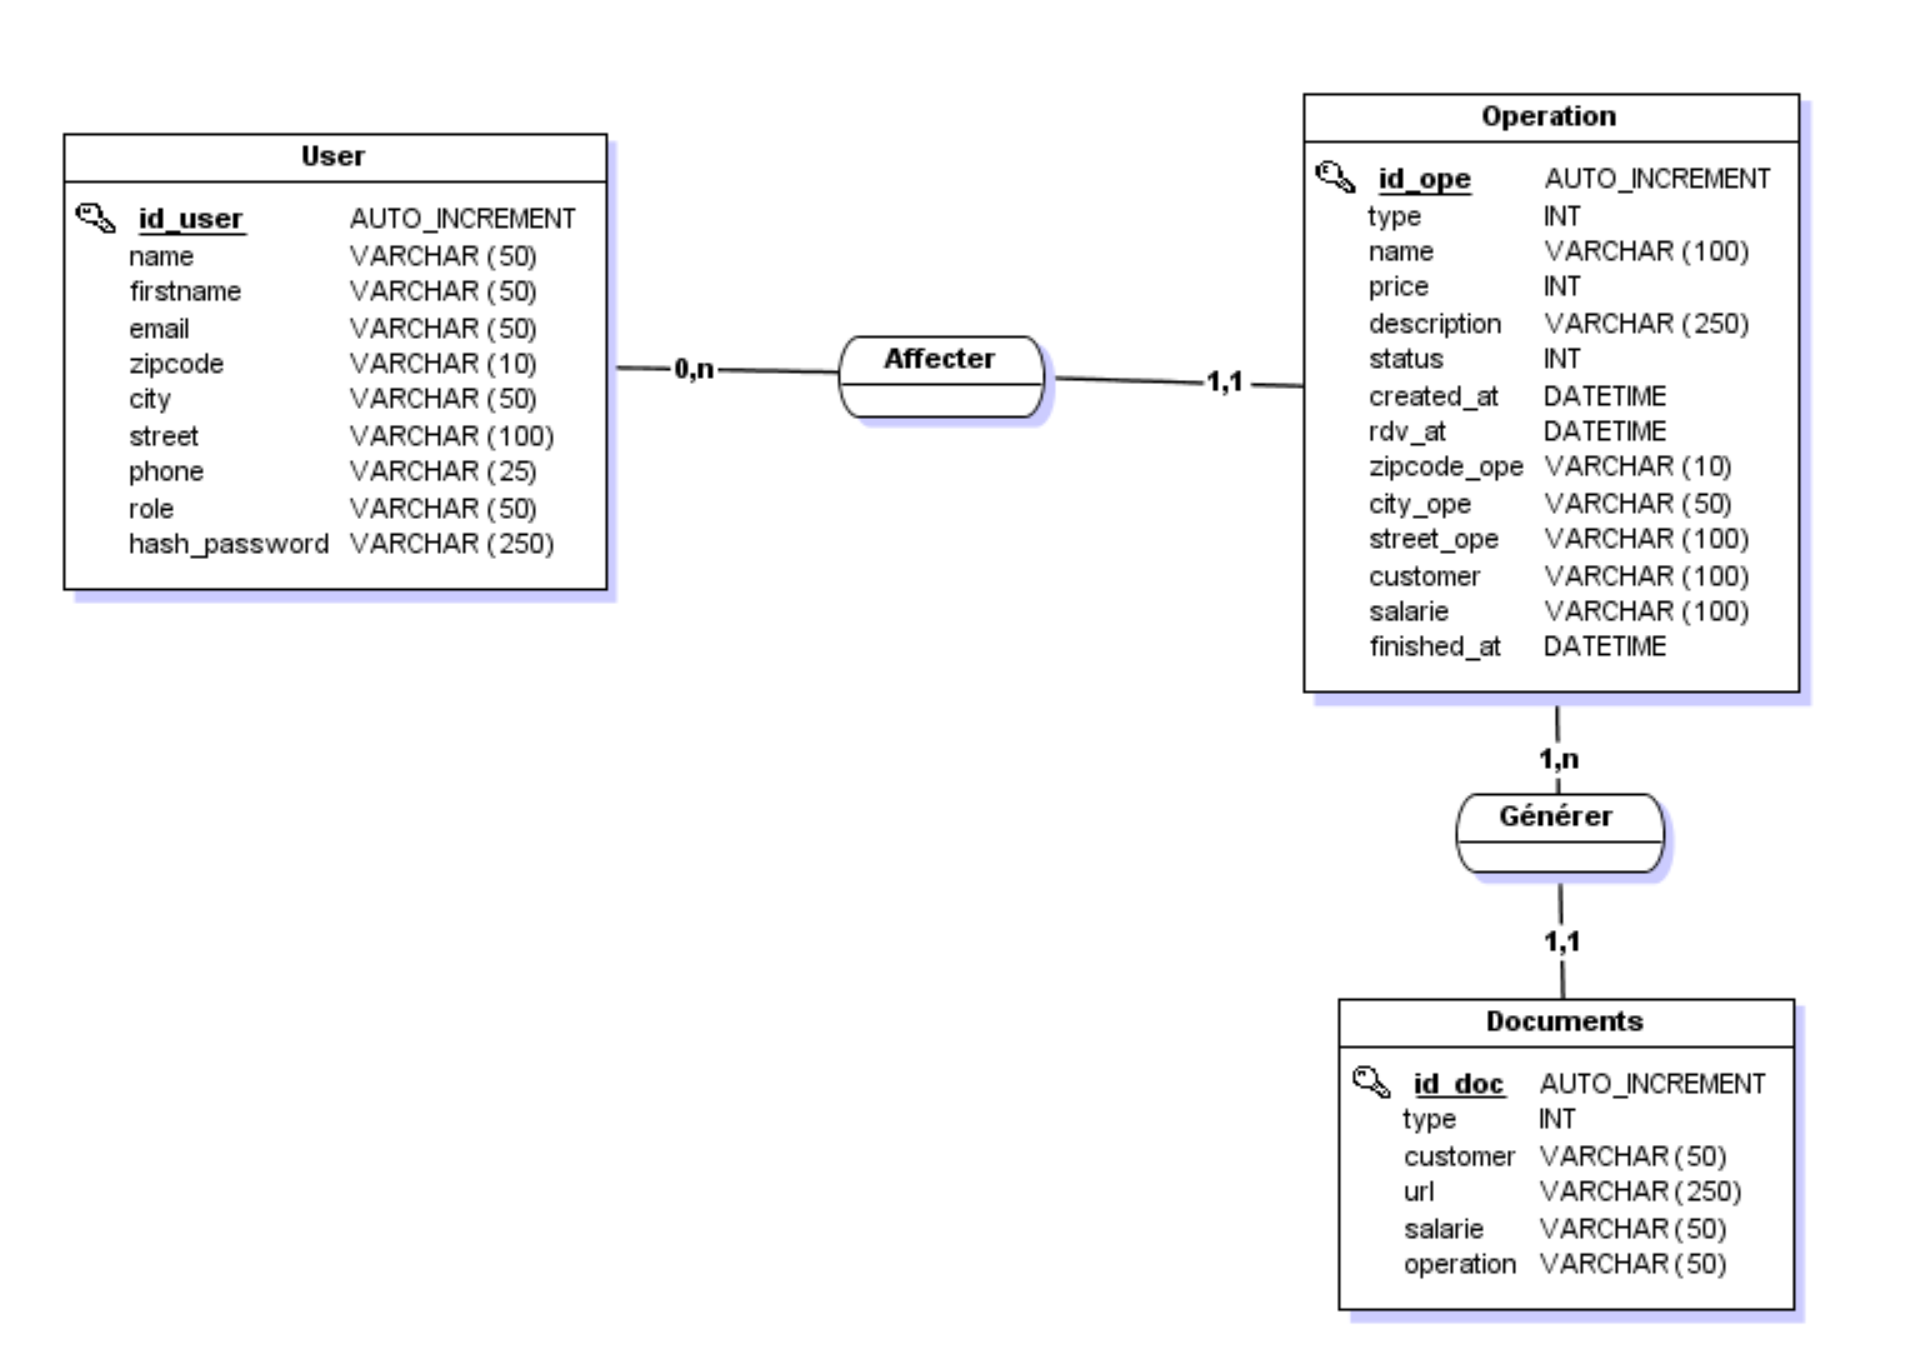 User
id_user AUTO_INCREMENT
name VARCHAR (50)
firstname VARCHAR (50)
email VARCHAR (50)
zipcode VARCHAR (10)
city VARCHAR (50)
street VARCHAR (100)
phone VARCHAR (25)
role VARCHAR (50)
hash_password VARCHAR (250)
0,n
Affecter
1,1
Operation
id_ope AUTO_INCREMENT
type INT
name VARCHAR (100)
price INT
description VARCHAR (250)
status INT
created_at DATETIME
rdv_at DATETIME
zipcode_ope VARCHAR (10)
city_ope VARCHAR (50)
street_ope VARCHAR (100)
customer VARCHAR (100)
salarie VARCHAR (100)
finished_at DATETIME
1,n
Générer
1,1
Documents
id_doc AUTO_INCREMENT
type INT
customer VARCHAR (50)
url VARCHAR (250)
salarie VARCHAR (50)
operation VARCHAR (50)